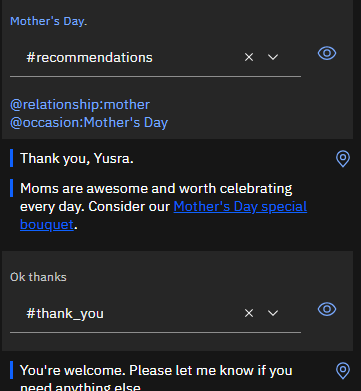 Mother's Day.
#recommendations
@relationship:mother
@occasion:Mother's Day
Thank you, Yusra.
Moms are awesome and worth celebrating
every day. Consider our Mother's Day special
bouquet.
Ok thanks
#thank_you
You're welcome. Please let me know if you
need anything else